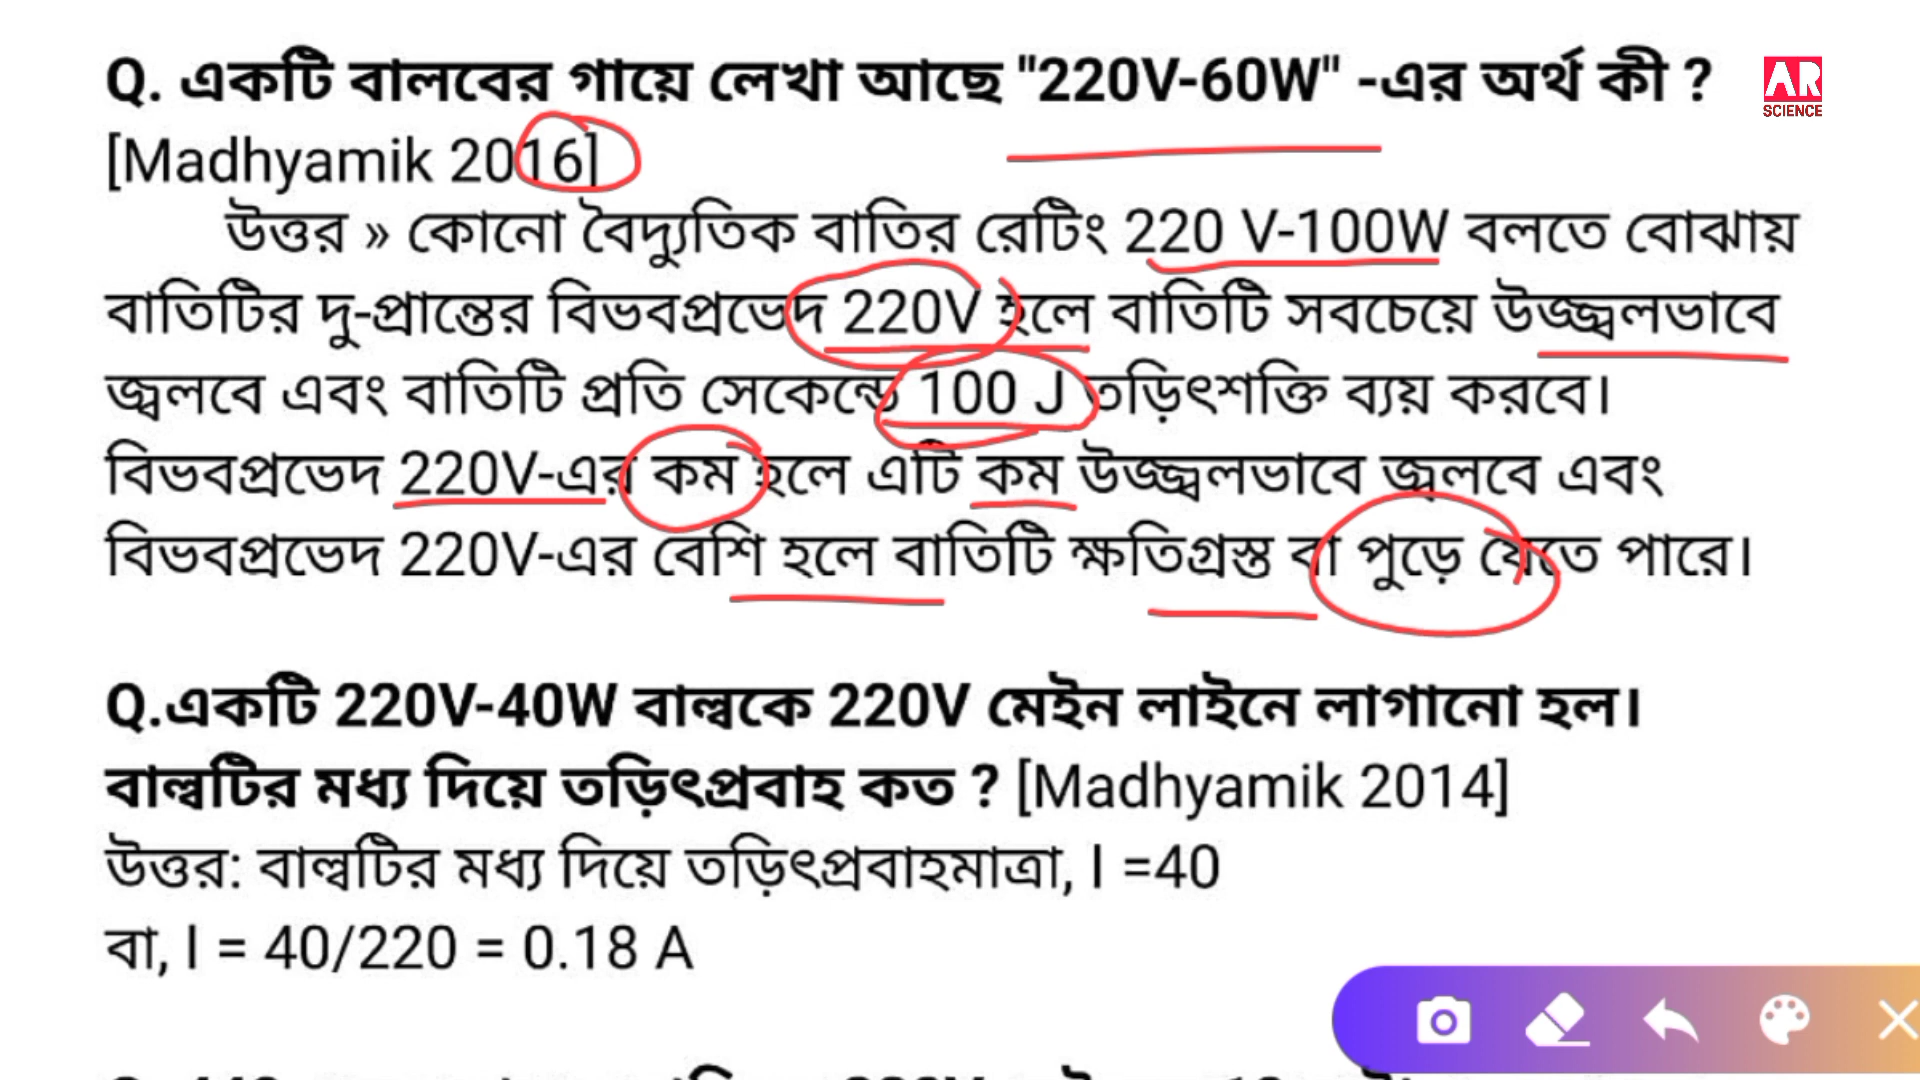 Q. একটি বালবের গায়ে লেখা আছে "220V-60W" -এর অর্থ কী ?
AR
SCIENCE
[Madhyamik 2016]
উত্তর » কোনো বৈদ্যুতিক বাতির রেটিং 220 V-100W বলতে বোঝায়
বাতিটির দু-প্রান্তের বিভবপ্রভেদ 220V হলে বাতিটি সবচেয়ে উজ্জ্বলভাবে
জ্বলবে এবং বাতিটি প্রতি সেকেন্ডে 100 J তড়িৎশক্তি ব্যয় করবে।
বিভবপ্রভেদ 220V-এর কম হলে এটি কম উজ্জ্বলভাবে জ্বলবে এবং
বিভবপ্রভেদ 220V-এর বেশি হলে বাতিটি ক্ষতিগ্রস্ত বা পুড়ে যেতে পারে।
Q.একটি 220V-40W বাল্বকে 220V মেইন লাইনে লাগানো হল।
বাল্বটির মধ্য দিয়ে তড়িৎপ্রবাহ কত ? [Madhyamik 2014]
উত্তর: বাল্বটির মধ্য দিয়ে তড়িৎপ্রবাহমাত্রা, I =40
বা, I = 40/220 = 0.18 A